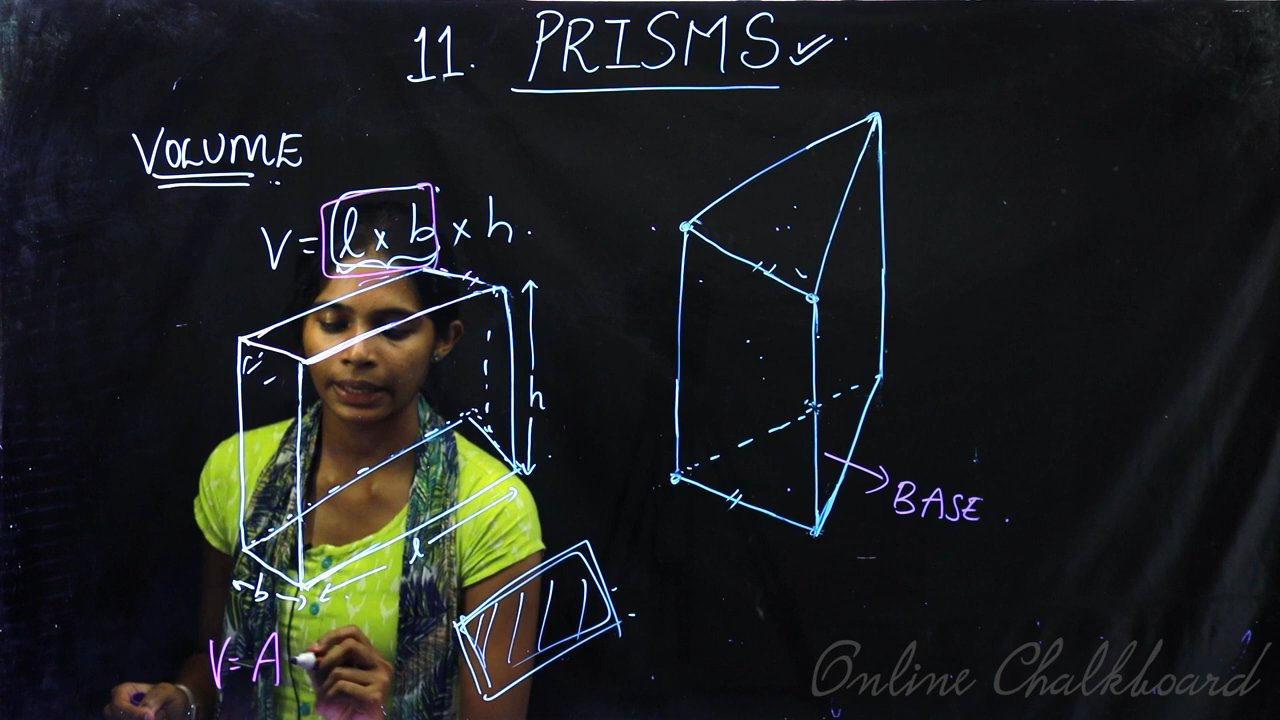 11. PRISMS
VOLUME
V = (l x b) x h.
h
l
b
BASE.
V = A
Online Chalkboard